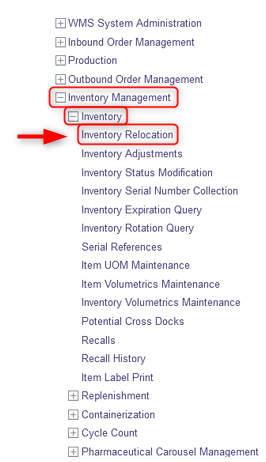 WMS System Administration
Inbound Order Management
Production
Outbound Order Management
Inventory Management
Inventory
Inventory Relocation
Inventory Adjustments
Inventory Status Modification
Inventory Serial Number Collection
Inventory Expiration Query
Inventory Rotation Query
Serial References
Item UOM Maintenance
Item Volumetrics Maintenance
Inventory Volumetrics Maintenance
Potential Cross Docks
Recalls
Recall History
Item Label Print
Replenishment
Containerization
Cycle Count
Pharmaceutical Carousel Management